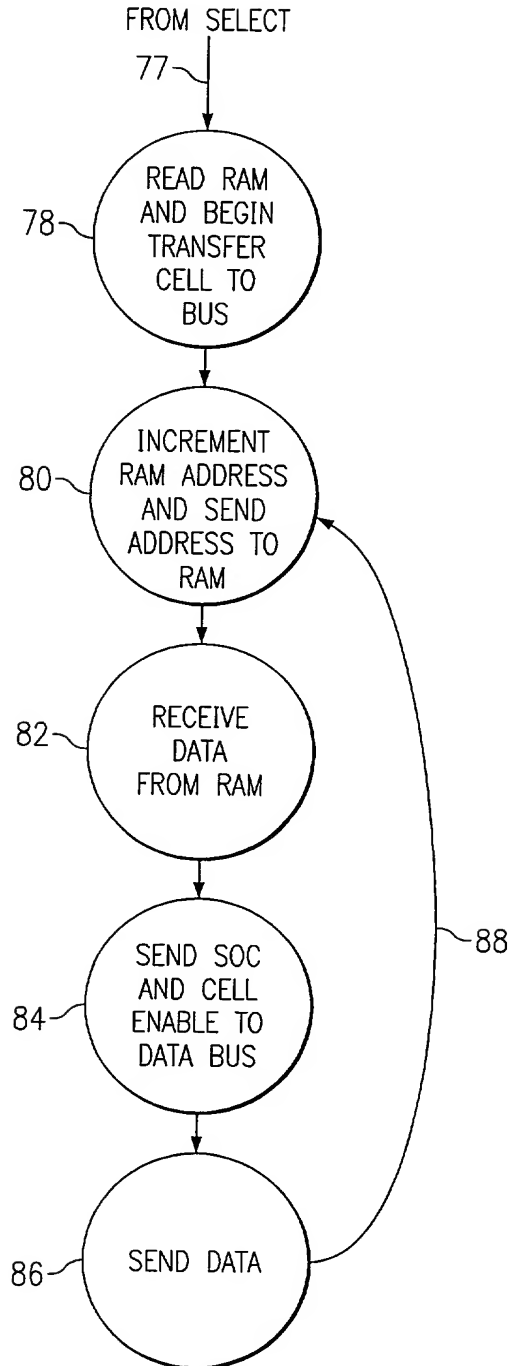 FROM SELECT
77
READ RAM
AND BEGIN
TRANSFER
CELL TO
BUS
78
INCREMENT
RAM ADDRESS
AND SEND
ADDRESS TO
RAM
80
RECEIVE
DATA
FROM RAM
82
SEND SOC
AND CELL
ENABLE TO
DATA BUS
84
88
SEND DATA
86